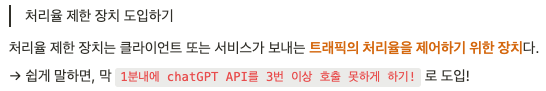 처리율 제한 장치 도입하기
처리율 제한 장치는 클라이언트 또는 서비스가 보내는 트래픽의 처리율을 제어하기 위한 장치다.
→ 쉽게 말하면, 막 1분내에 chatGPT API를 3번 이상 호출 못하게 하기! 로 도입!